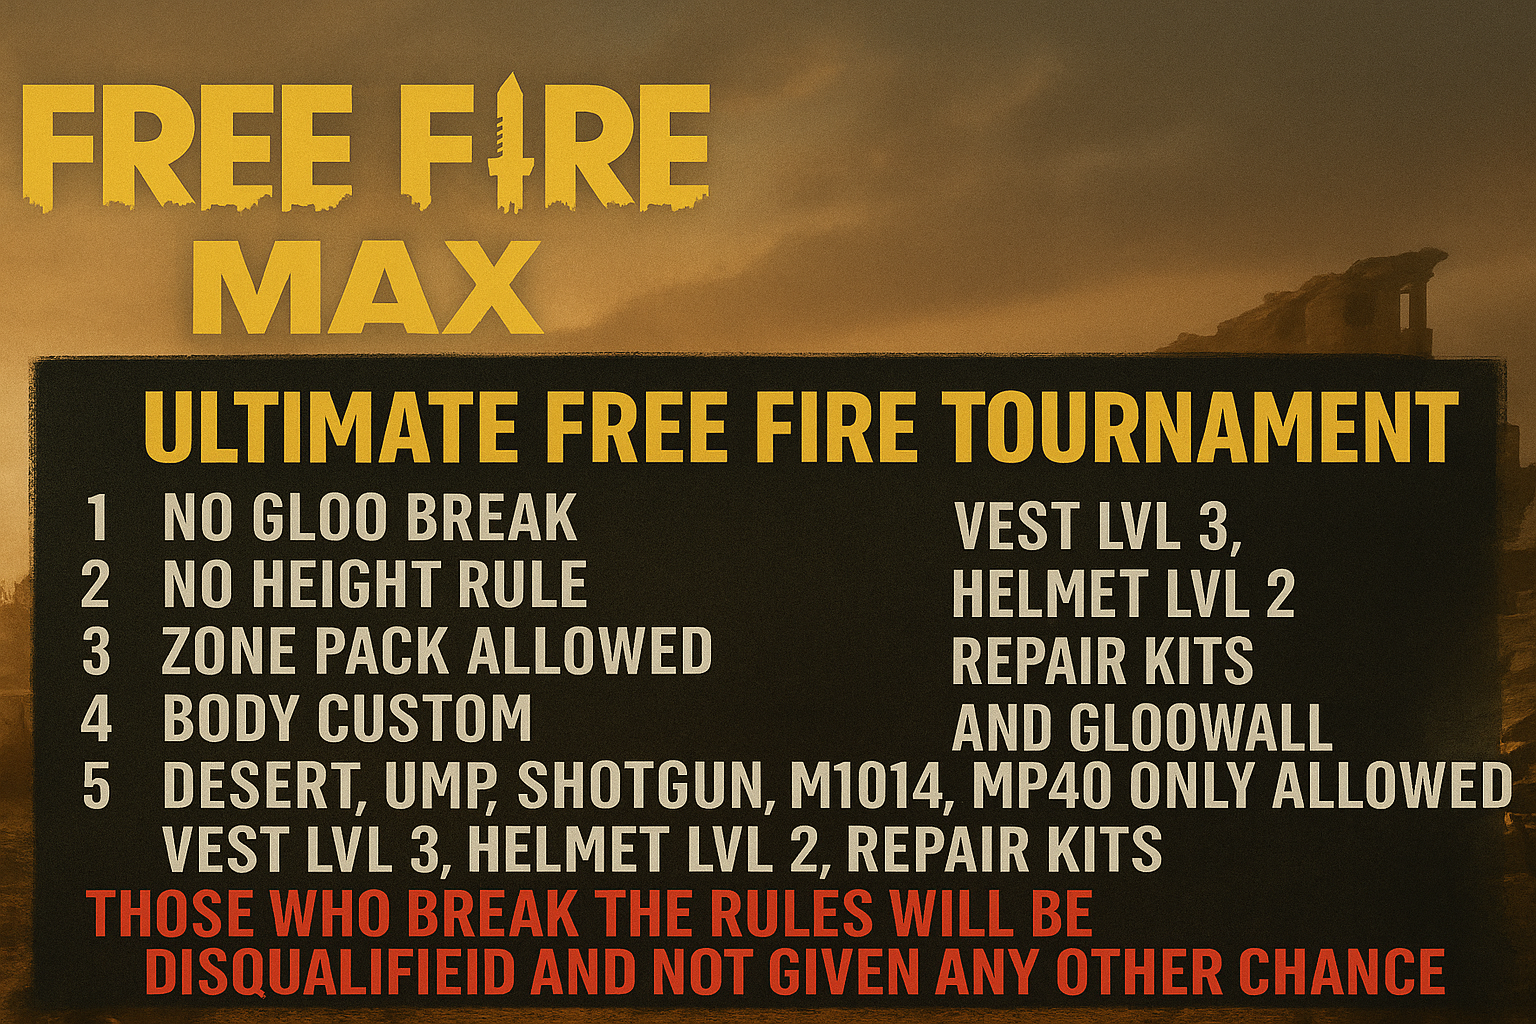 FREE FIRE
MAX
ULTIMATE FREE FIRE TOURNAMENT
1 NO GLOO BREAK
2 NO HEIGHT RULE
3 ZONE PACK ALLOWED
4 BODY CUSTOM
VEST LVL 3,
HELMET LVL 2
REPAIR KITS
AND GLOOWALL
5 DESERT, UMP, SHOTGUN, M1014, MP40 ONLY ALLOWED
VEST LVL 3, HELMET LVL 2, REPAIR KITS
THOSE WHO BREAK THE RULES WILL BE
DISQUALIFIEID AND NOT GIVEN ANY OTHER CHANCE